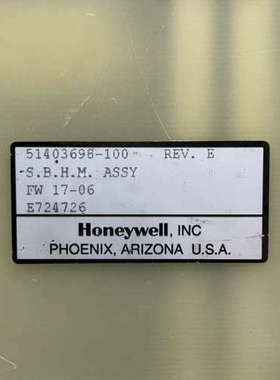 51403698-100 REV. E
S.B.H.M. ASSY
FW 17-06
E724726
Honeywell, INC
PHOENIX, ARIZONA U.S.A.